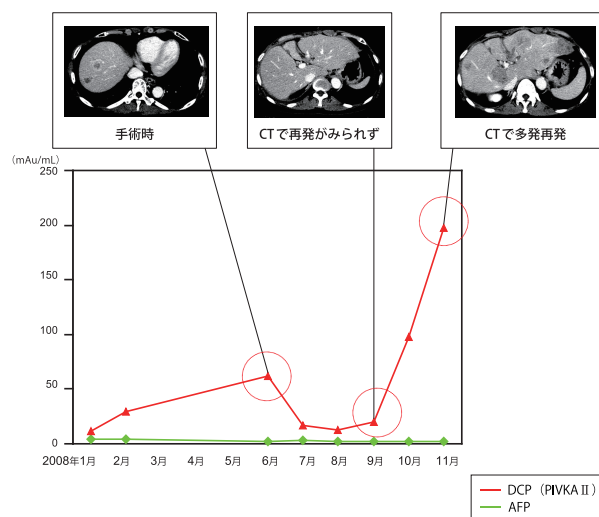 手術時
CTで再発がみられず
CTで多発再発
(mAu/mL)
250
200
150
100
50
0
2008年1月 2月 3月 4月 5月 6月 7月 8月 9月 10月 11月
DCP（PIVKAⅡ）
AFP